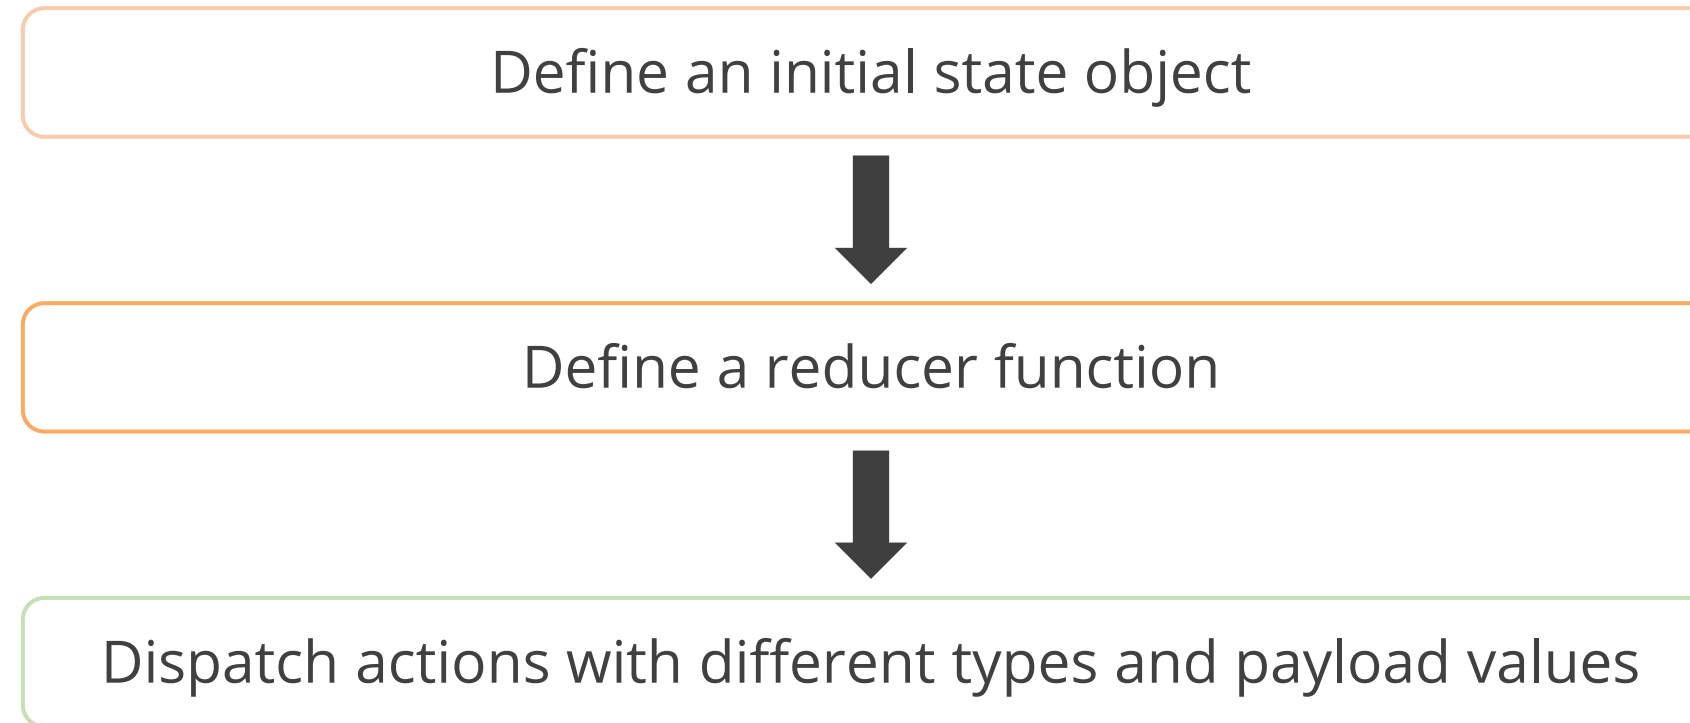 Define an initial state object
Define a reducer function
Dispatch actions with different types and payload values